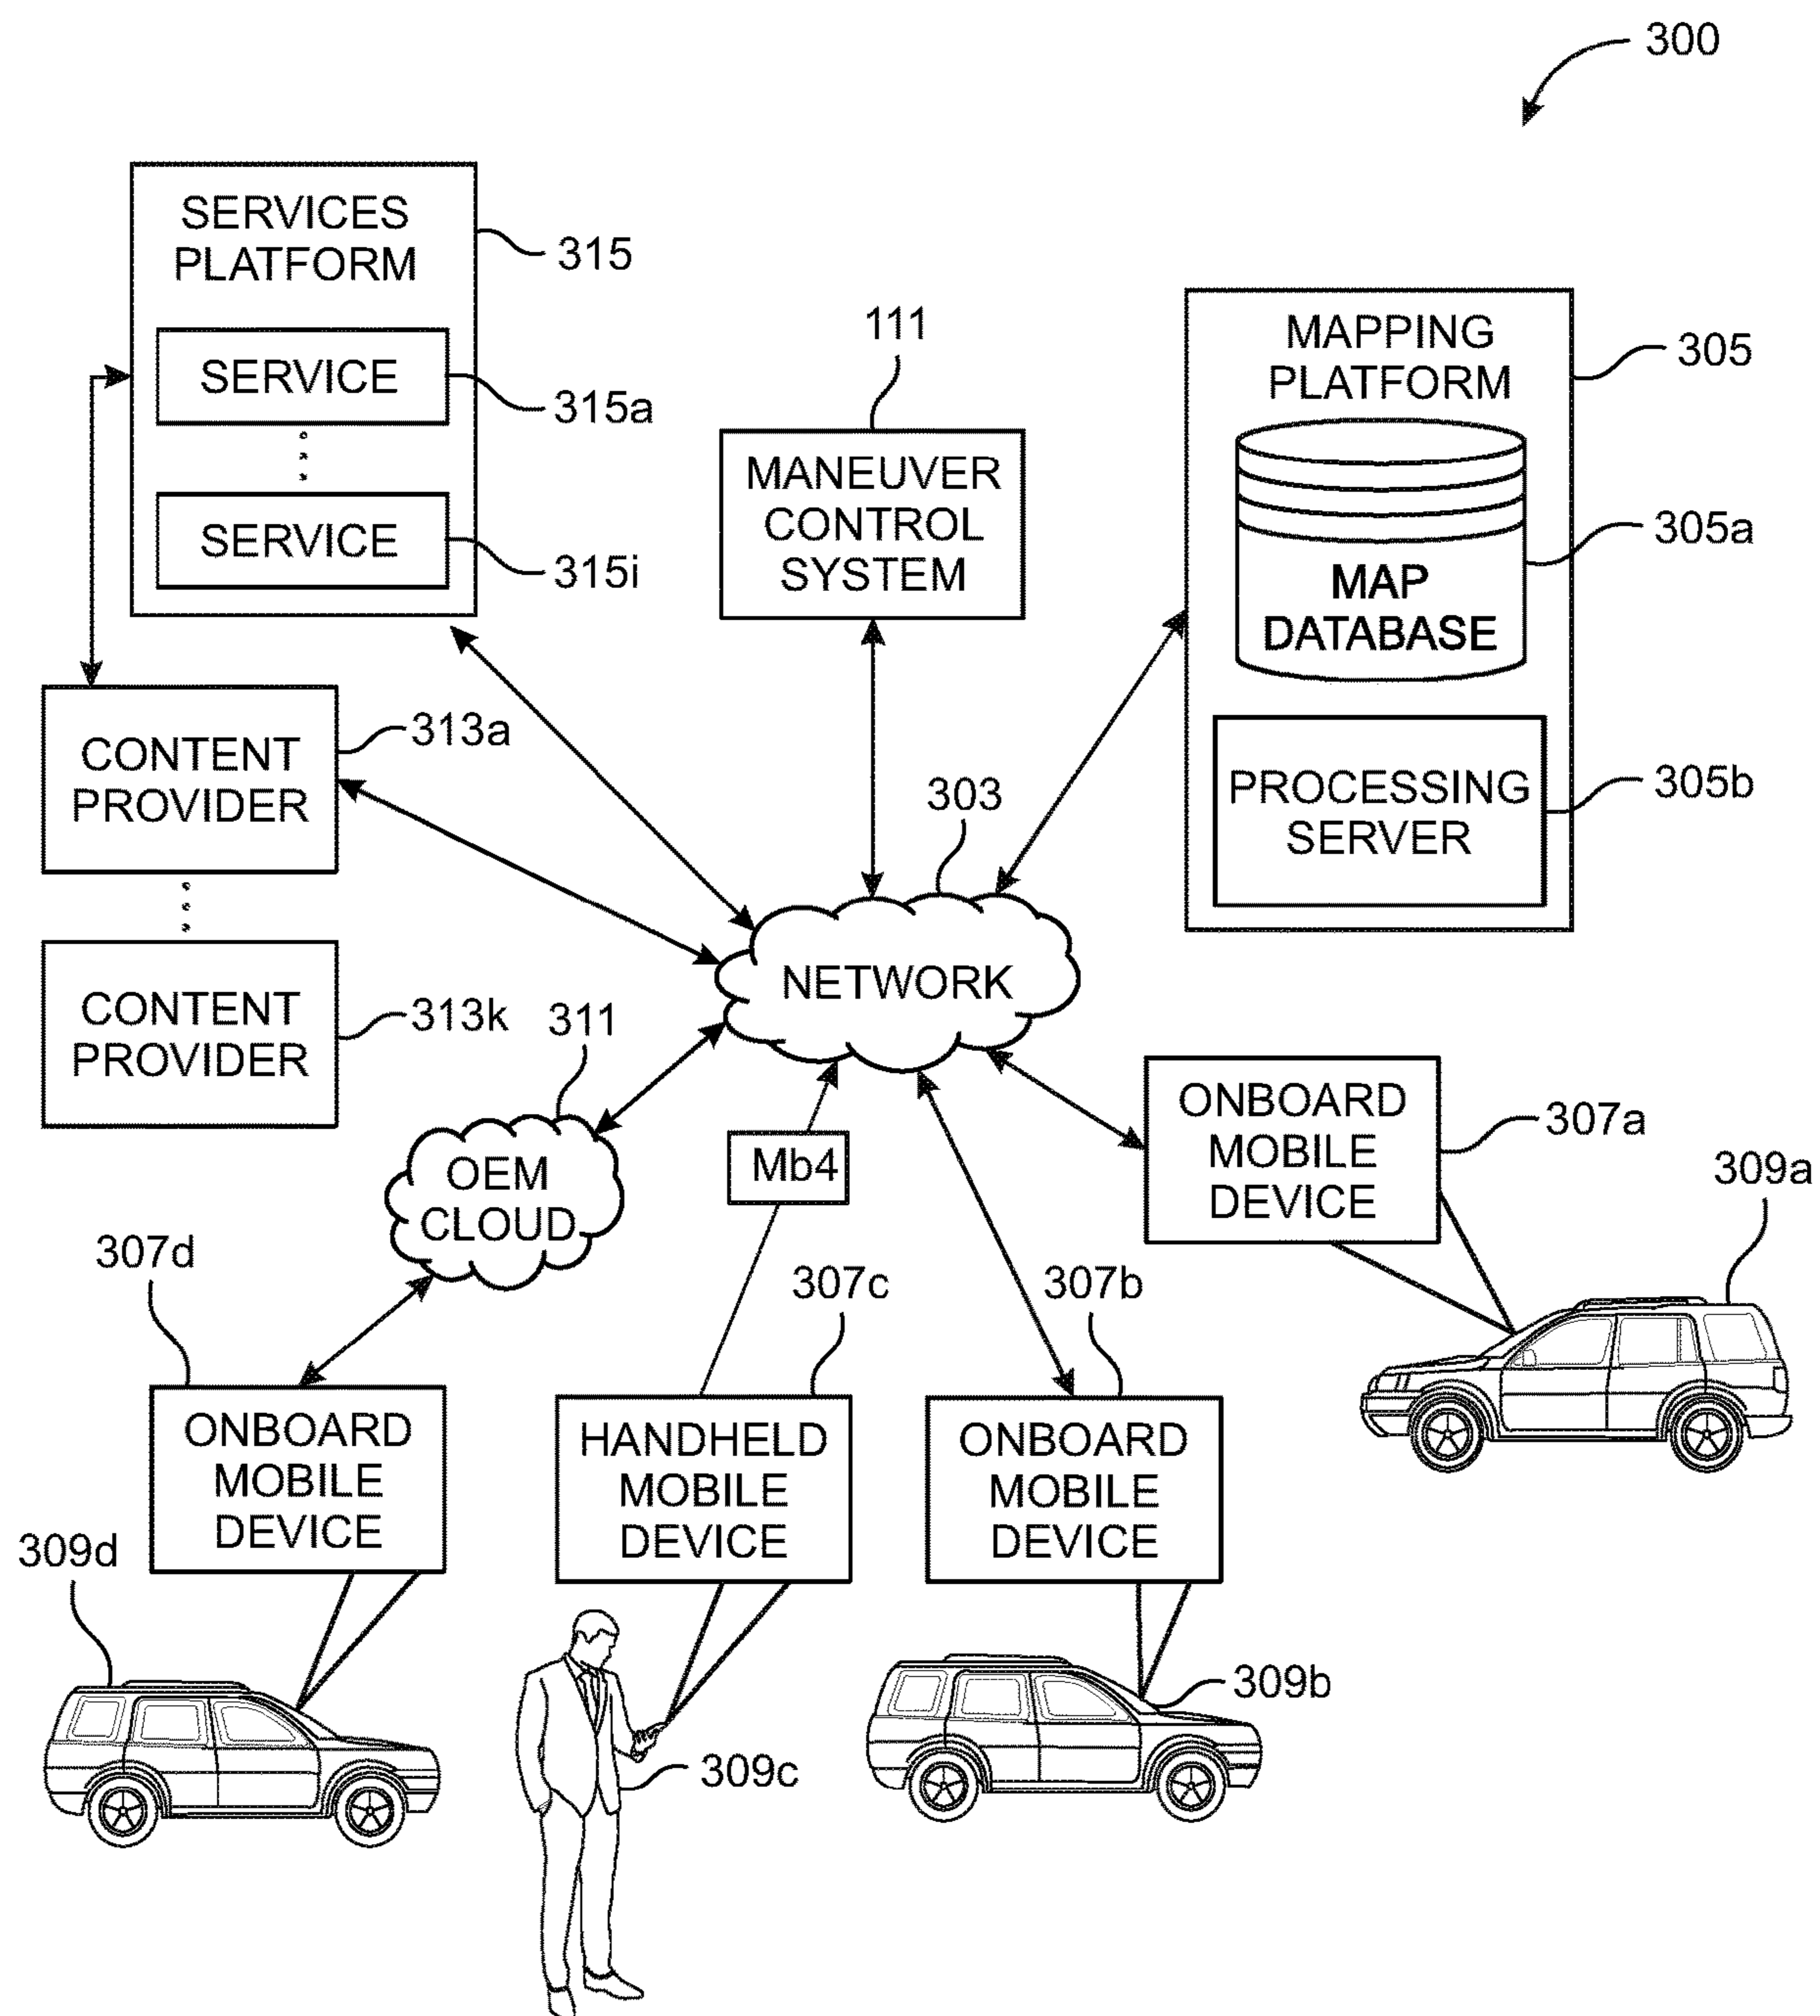 300
SERVICES
PLATFORM
315
SERVICE
315a
SERVICE
315i
111
MANEUVER
CONTROL
SYSTEM
MAPPING
PLATFORM
305
305a
MAP
DATABASE
PROCESSING
SERVER
305b
CONTENT
PROVIDER
313a
CONTENT
PROVIDER
313k
303
NETWORK
311
OEM
CLOUD
Mb4
ONBOARD
MOBILE
DEVICE
307a
309a
307d
ONBOARD
MOBILE
DEVICE
309d
307c
HANDHELD
MOBILE
DEVICE
309c
307b
ONBOARD
MOBILE
DEVICE
309b